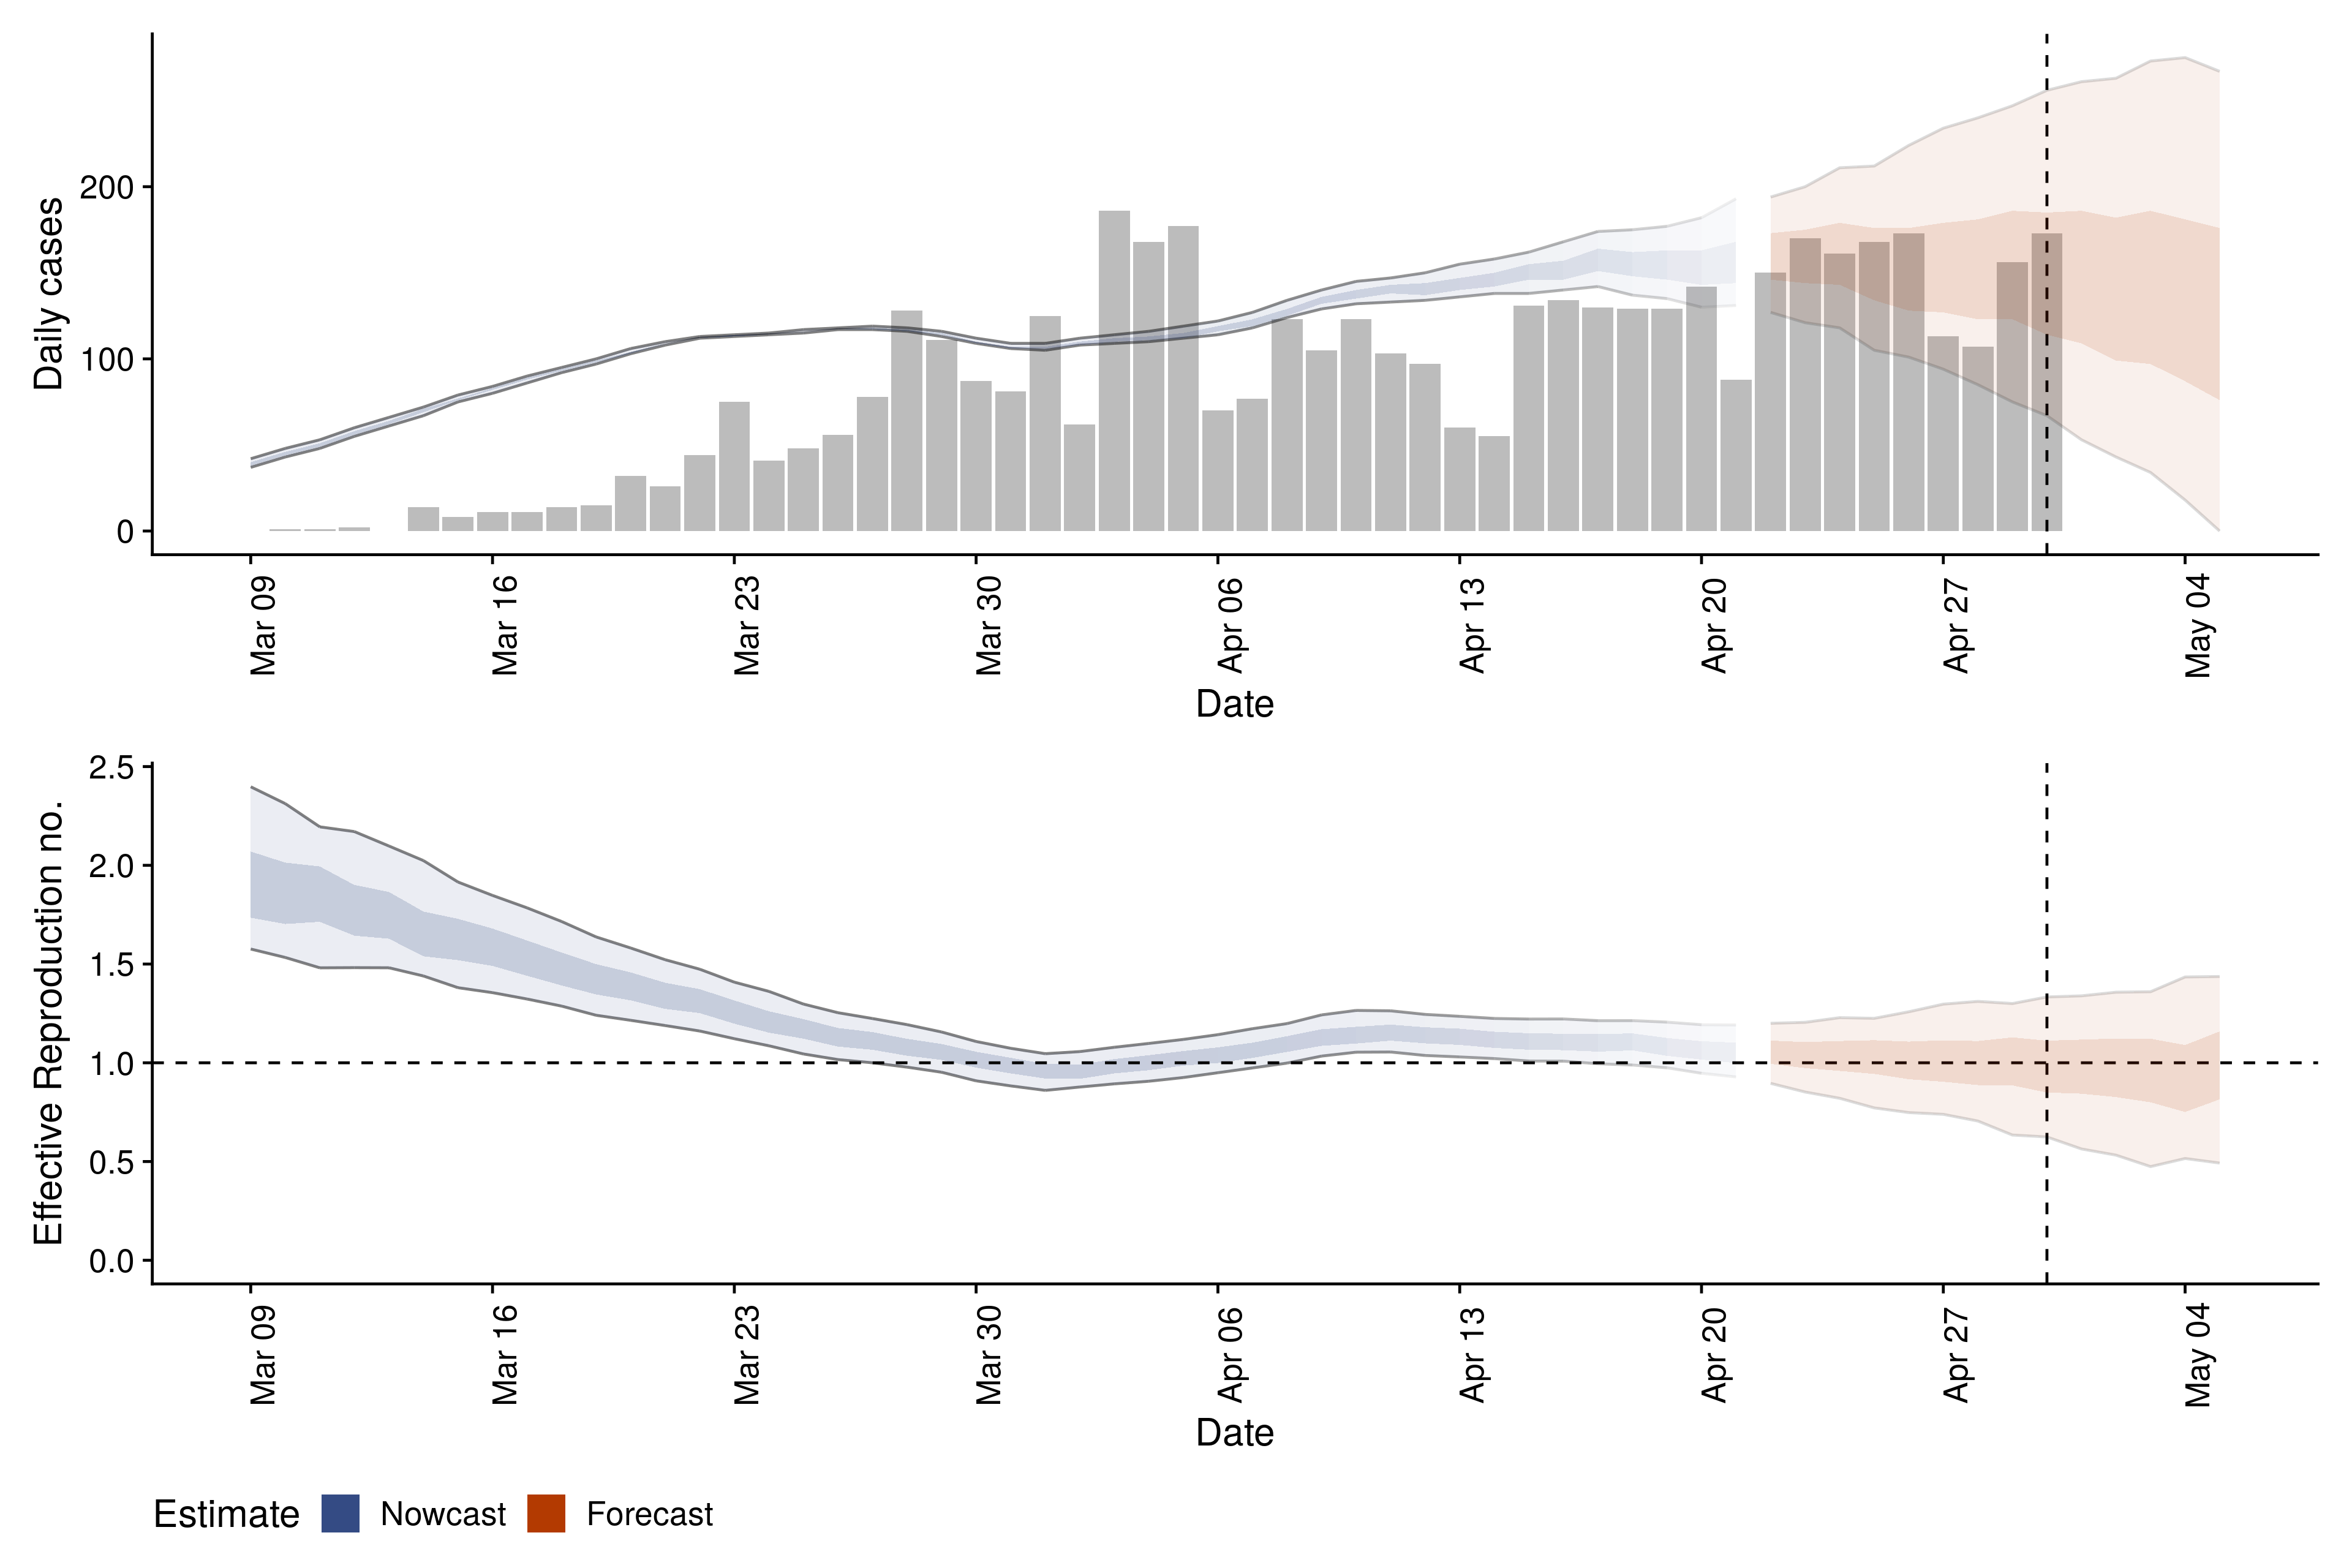 Daily cases
200
100
0
Mar 09
Mar 16
Mar 23
Mar 30
Apr 06
Apr 13
Apr 20
Apr 27
May 04
Date
Effective Reproduction no.
2.5
2.0
1.5
1.0
0.5
0.0
Mar 09
Mar 16
Mar 23
Mar 30
Apr 06
Apr 13
Apr 20
Apr 27
May 04
Date
Estimate Nowcast Forecast